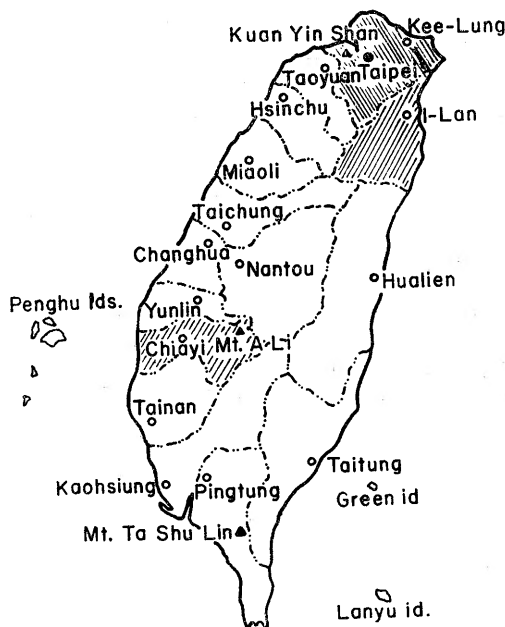 Kuan Yin Shan
Kee-Lung
Taoyuan
Taipei
Hsinchu
I-Lan
Miaoli
Taichung
Changhua
Nantou
Hualien
Penghu Ids.
Yunlin
Chiayi
Mt. A Li
Tainan
Taitung
Kaohsiung
Pingtung
Green id
Mt. Ta Shu Lin
Lanyu id.